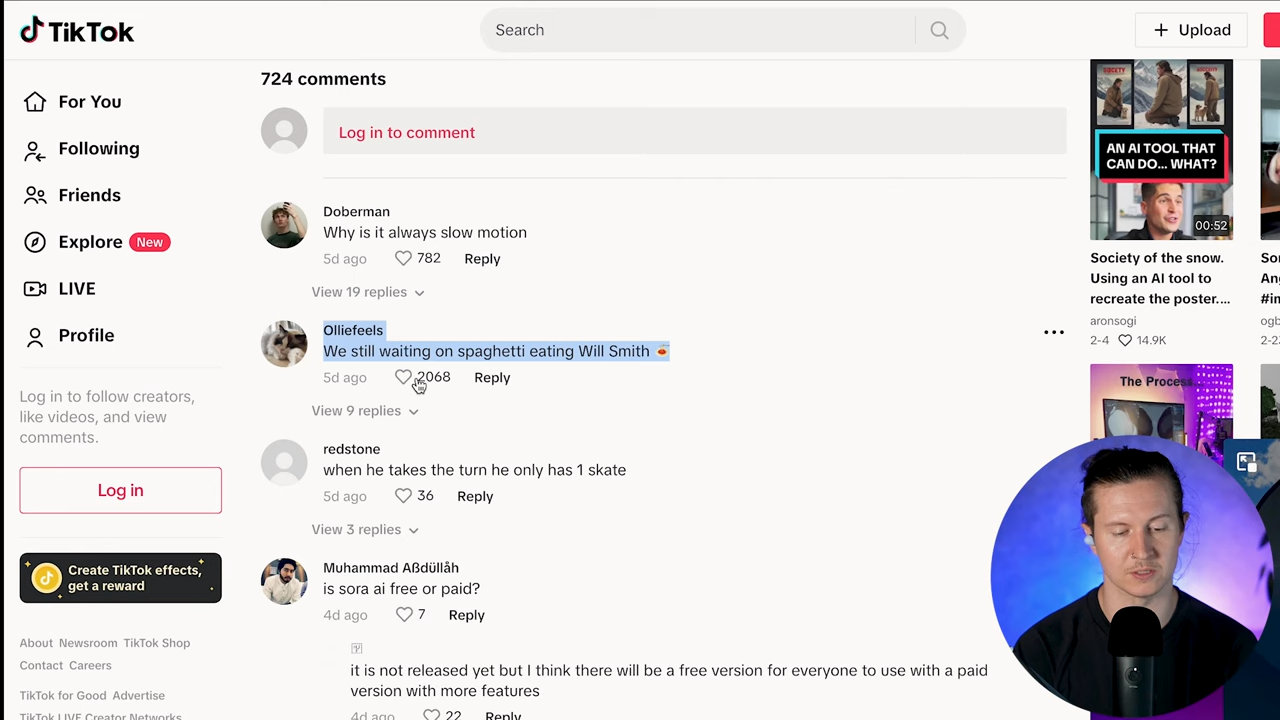 TikTok
Search
Upload
For You
Following
Friends
Explore New
LIVE
Profile
Log in to follow creators,
like videos, and view
comments.
Log in
Create TikTok effects,
get a reward
About Newsroom TikTok Shop
Contact Careers
TikTok for Good Advertise
TikTok LIVE Creator Networks
724 comments
Log in to comment
Doberman
Why is it always slow motion
5d ago 782 Reply
View 19 replies
Olliefeels
We still waiting on spaghetti eating Will Smith 🍝
5d ago 2068 Reply
View 9 replies
redstone
when he takes the turn he only has 1 skate
5d ago 36 Reply
View 3 replies
Muhammad Aßdüllåh
is sora ai free or paid?
4d ago 7 Reply
it is not released yet but I think there will be a free version for everyone to use with a paid
version with more features
4d ago 22 Reply
SOCIETY
AN AI TOOL THAT
CAN DO... WHAT?
00:52
Society of the snow.
Using an AI tool to
recreate the poster....
aronsogi
2-4 14.9K
The Process